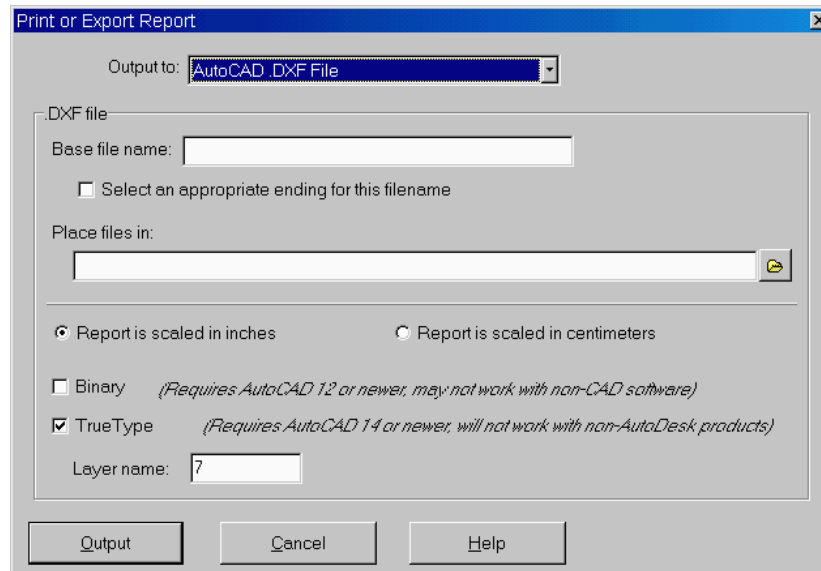 Print or Export Report
Output to: AutoCAD .DXF File
.DXF file
Base file name:
Select an appropriate ending for this filename
Place files in:
Report is scaled in inches Report is scaled in centimeters
Binary (Requires AutoCAD 12 or newer, may not work with non-CAD software)
TrueType (Requires AutoCAD 14 or newer, will not work with non-AutoDesk products)
Layer name: 7
Output Cancel Help